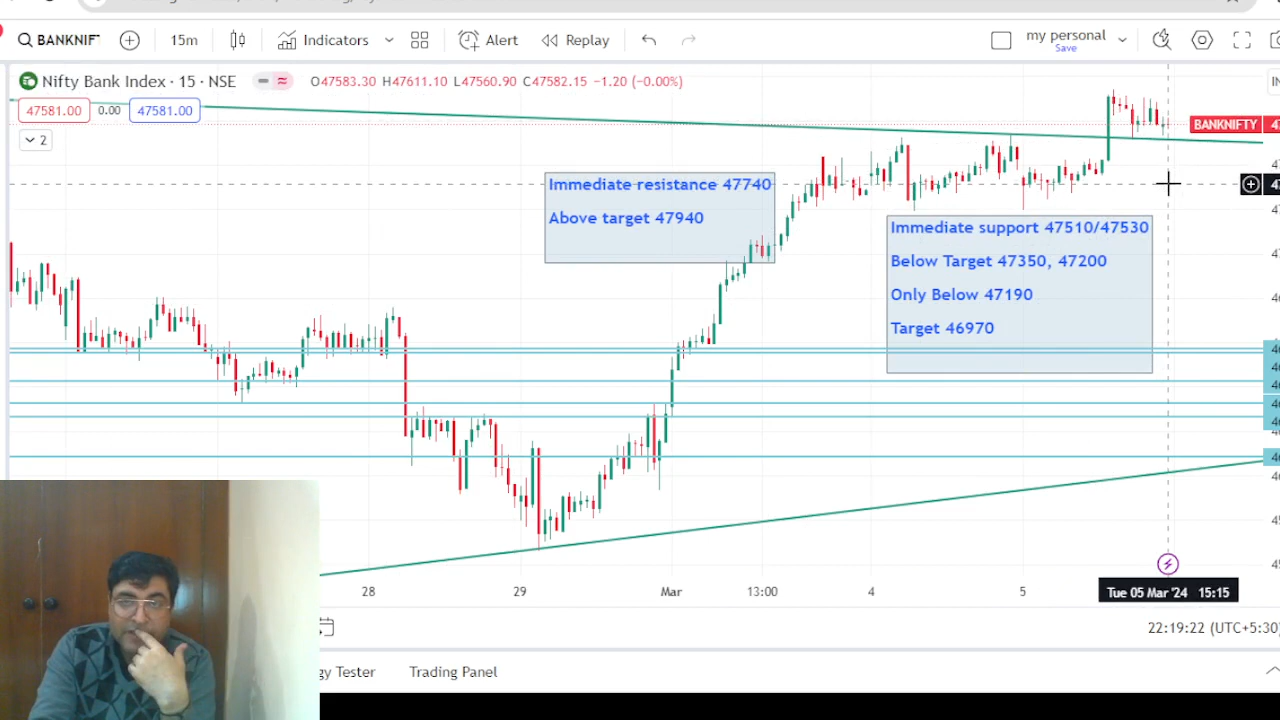 BANKNIFT
15m
Indicators
Alert
Replay
my personal
Save
Nifty Bank Index · 15 · NSE
O47583.30 H47611.10 L47560.90 C47582.15 −1.20 (−0.00%)
47581.00 0.00 47581.00
2
BANKNIFTY
Immediate resistance 47740
Above target 47940
Immediate support 47510/47530
Below Target 47350, 47200
Only Below 47190
Target 46970
28 29 Mar 13:00 4 5
Tue 05 Mar '24 15:15
22:19:22 (UTC+5:30)
gy Tester
Trading Panel